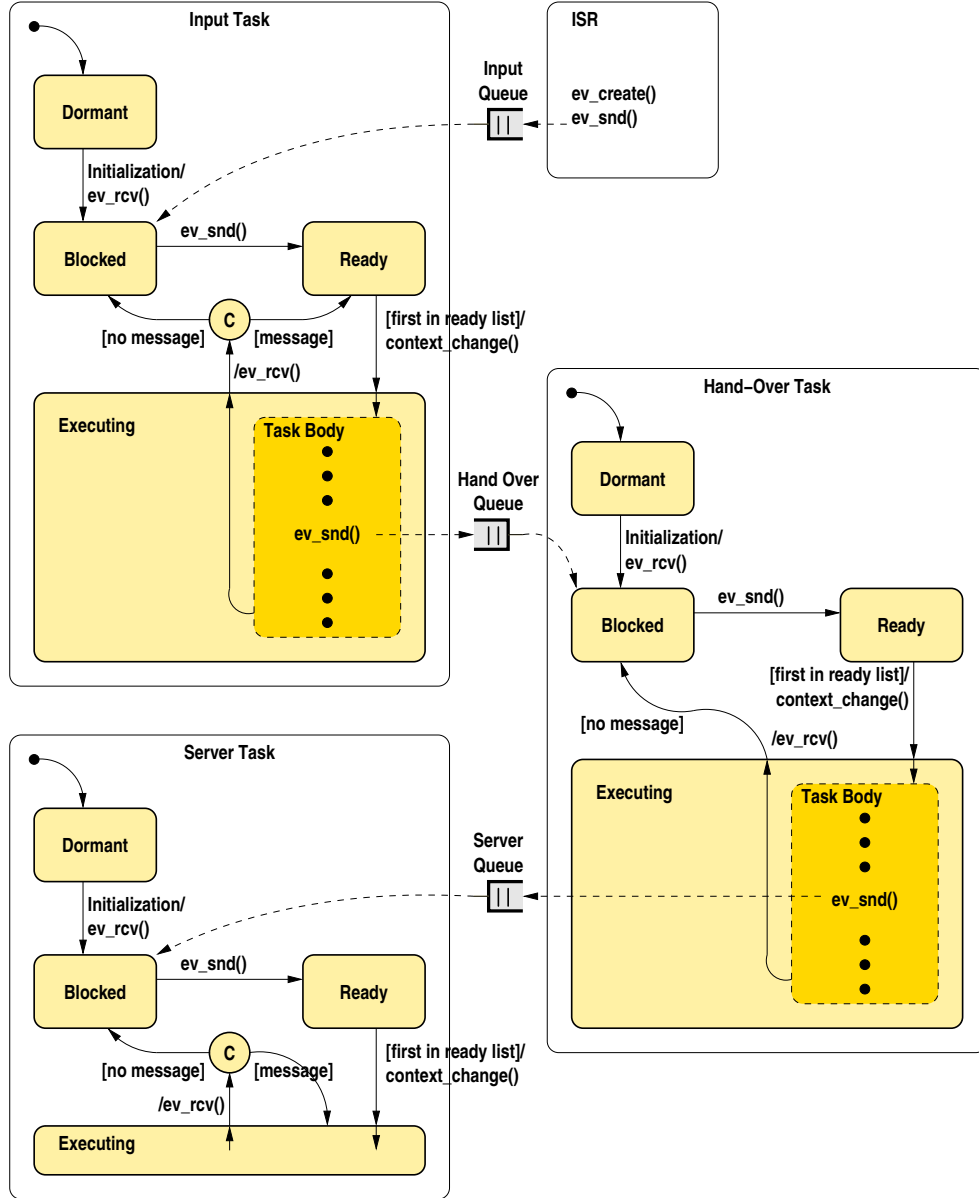 Input Task
Dormant
Initialization/
ev_rcv()
Blocked
ev_snd()
Ready
C
[no message]
[message]
[first in ready list]/
context_change()
/ev_rcv()
Executing
Task Body
ev_snd()
Input
Queue
ISR
ev_create()
ev_snd()
Hand Over
Queue
Hand−Over Task
Dormant
Initialization/
ev_rcv()
Blocked
ev_snd()
Ready
[first in ready list]/
context_change()
[no message]
/ev_rcv()
Executing
Task Body
ev_snd()
Server
Queue
Server Task
Dormant
Initialization/
ev_rcv()
Blocked
ev_snd()
Ready
C
[no message]
[message]
[first in ready list]/
context_change()
/ev_rcv()
Executing